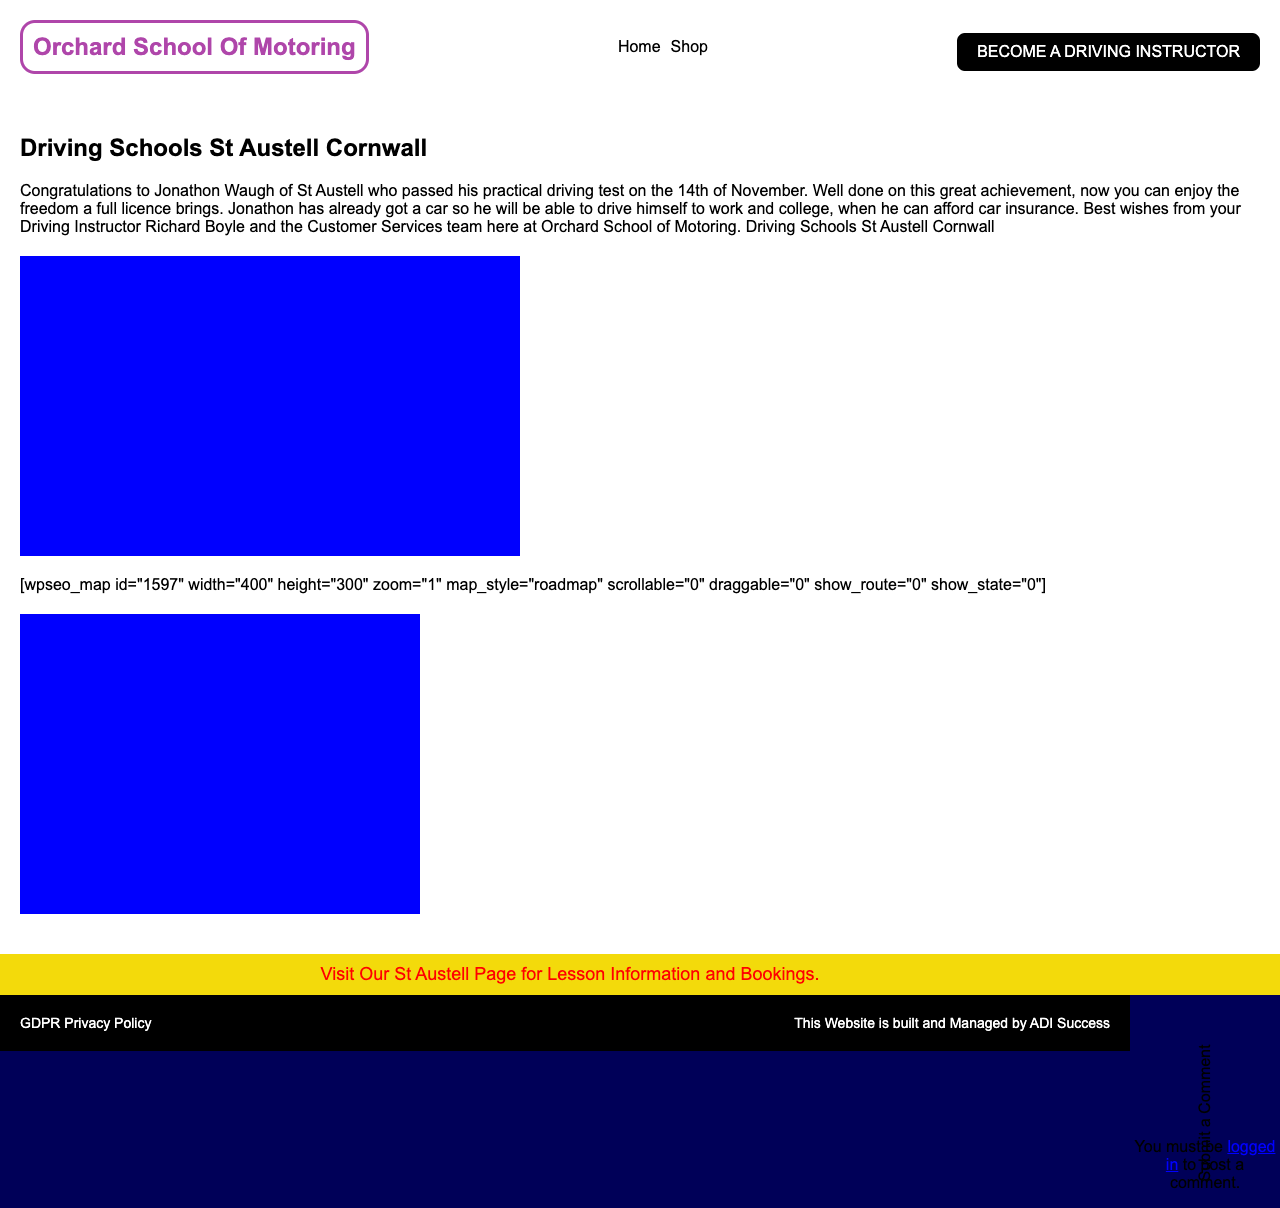 Orchard School Of Motoring
Home Shop
BECOME A DRIVING INSTRUCTOR
Driving Schools St Austell Cornwall
Congratulations to Jonathon Waugh of St Austell who passed his practical driving test on the 14th of November. Well done on this great achievement, now you can enjoy the
freedom a full licence brings. Jonathon has already got a car so he will be able to drive himself to work and college, when he can afford car insurance. Best wishes from your
Driving Instructor Richard Boyle and the Customer Services team here at Orchard School of Motoring. Driving Schools St Austell Cornwall
[wpseo_map id="1597" width="400" height="300" zoom="1" map_style="roadmap" scrollable="0" draggable="0" show_route="0" show_state="0"]
Visit Our St Austell Page for Lesson Information and Bookings.
GDPR Privacy Policy
This Website is built and Managed by ADI Success
Submit a Comment
You must be logged
in to post a
comment.